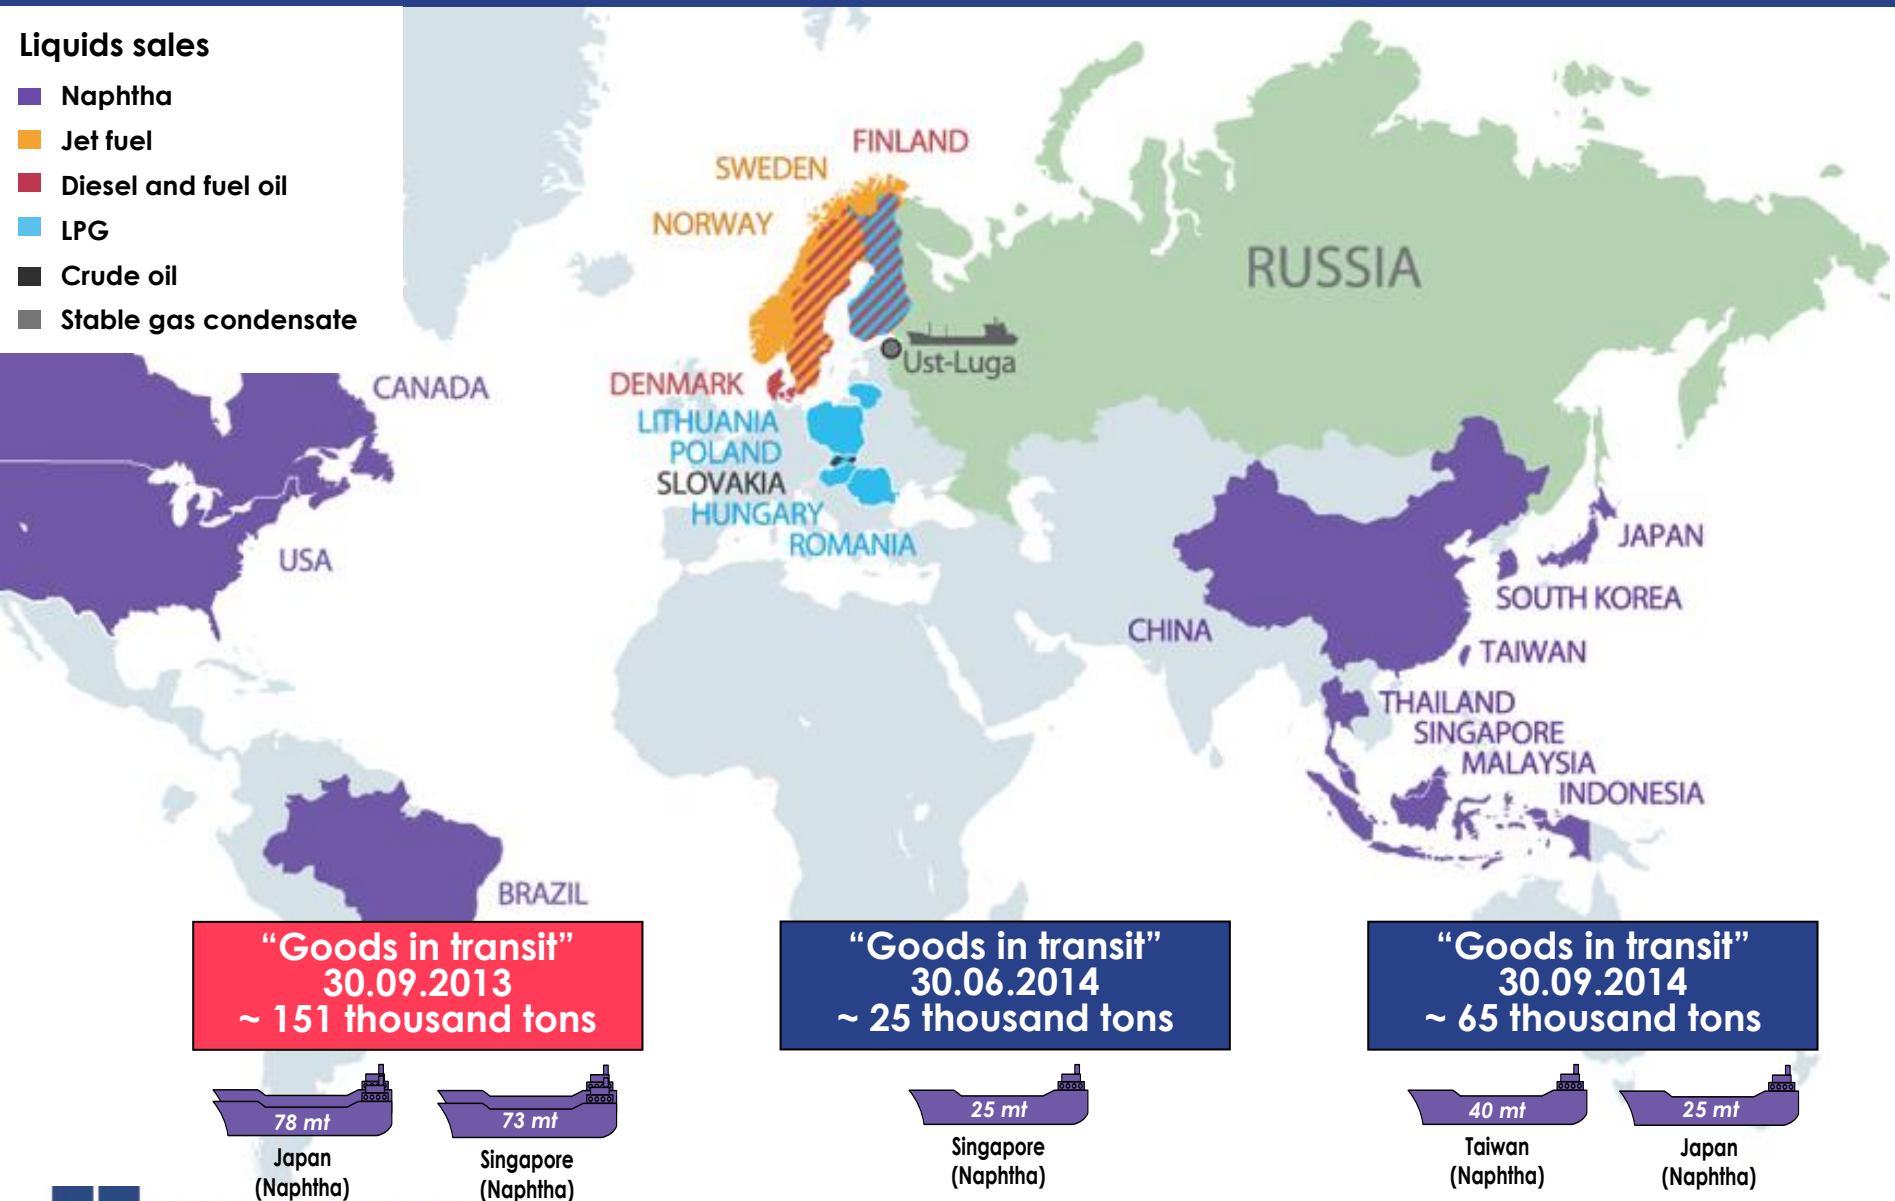 Liquids sales
Naphtha
Jet fuel
Diesel and fuel oil
LPG
Crude oil
Stable gas condensate
FINLAND
SWEDEN
NORWAY
RUSSIA
Ust-Luga
CANADA
DENMARK
LITHUANIA
POLAND
SLOVAKIA
HUNGARY
ROMANIA
USA
JAPAN
SOUTH KOREA
CHINA
TAIWAN
THAILAND
SINGAPORE
MALAYSIA
INDONESIA
BRAZIL
“Goods in transit”
30.09.2013
~ 151 thousand tons
78 mt
Japan
(Naphtha)
73 mt
Singapore
(Naphtha)
“Goods in transit”
30.06.2014
~ 25 thousand tons
25 mt
Singapore
(Naphtha)
“Goods in transit”
30.09.2014
~ 65 thousand tons
40 mt
Taiwan
(Naphtha)
25 mt
Japan
(Naphtha)